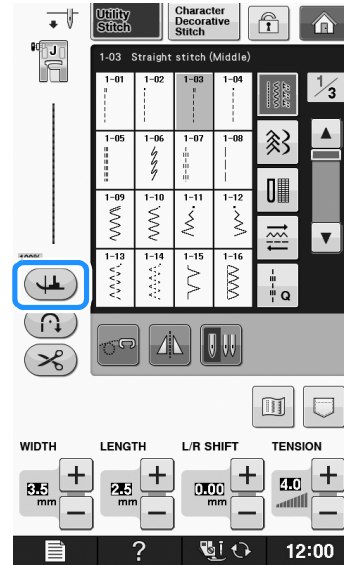 Utility Stitch
Character Decorative Stitch
J
1-03 Straight stitch (Middle)
1-01 1-02 1-03 1-04
1/3
1-05 1-06 1-07 1-08
1-09 1-10 1-11 1-12
1-13 1-14 1-15 1-16
Q
WIDTH LENGTH L/R SHIFT TENSION
3.5 mm + −
2.5 mm + −
0.00 mm + −
4.0 + −
? 12:00